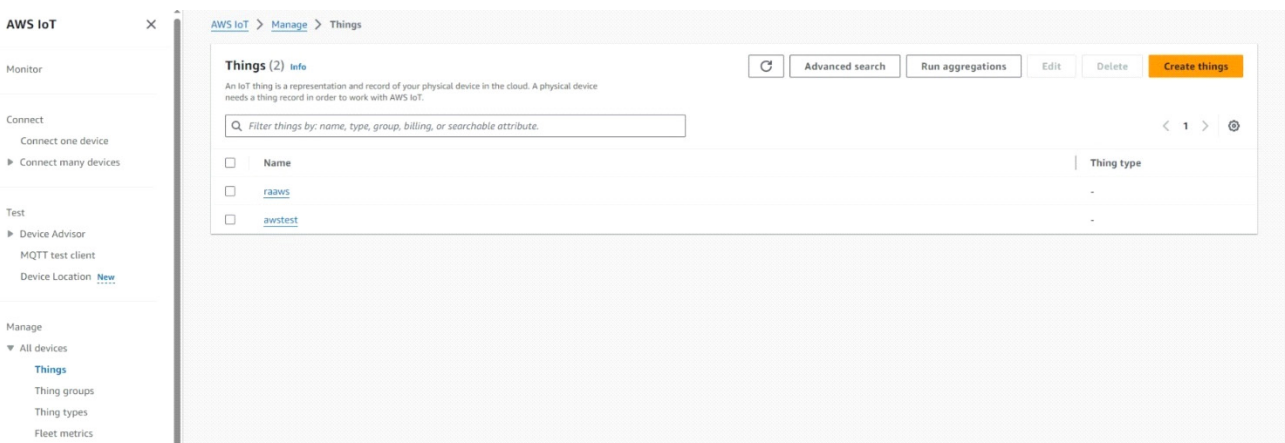 AWS IoT
Monitor
Connect
Connect one device
Connect many devices
Test
Device Advisor
MQTT test client
Device Location New
Manage
All devices
Things
Thing groups
Thing types
Fleet metrics
AWS IoT > Manage > Things
Things (2) Info
An IoT thing is a representation and record of your physical device in the cloud. A physical device
needs a thing record in order to work with AWS IoT.
Advanced search
Run aggregations
Edit
Delete
Create things
Filter things by: name, type, group, billing, or searchable attribute.
< 1 >
Name Thing type
raaws -
awstest -